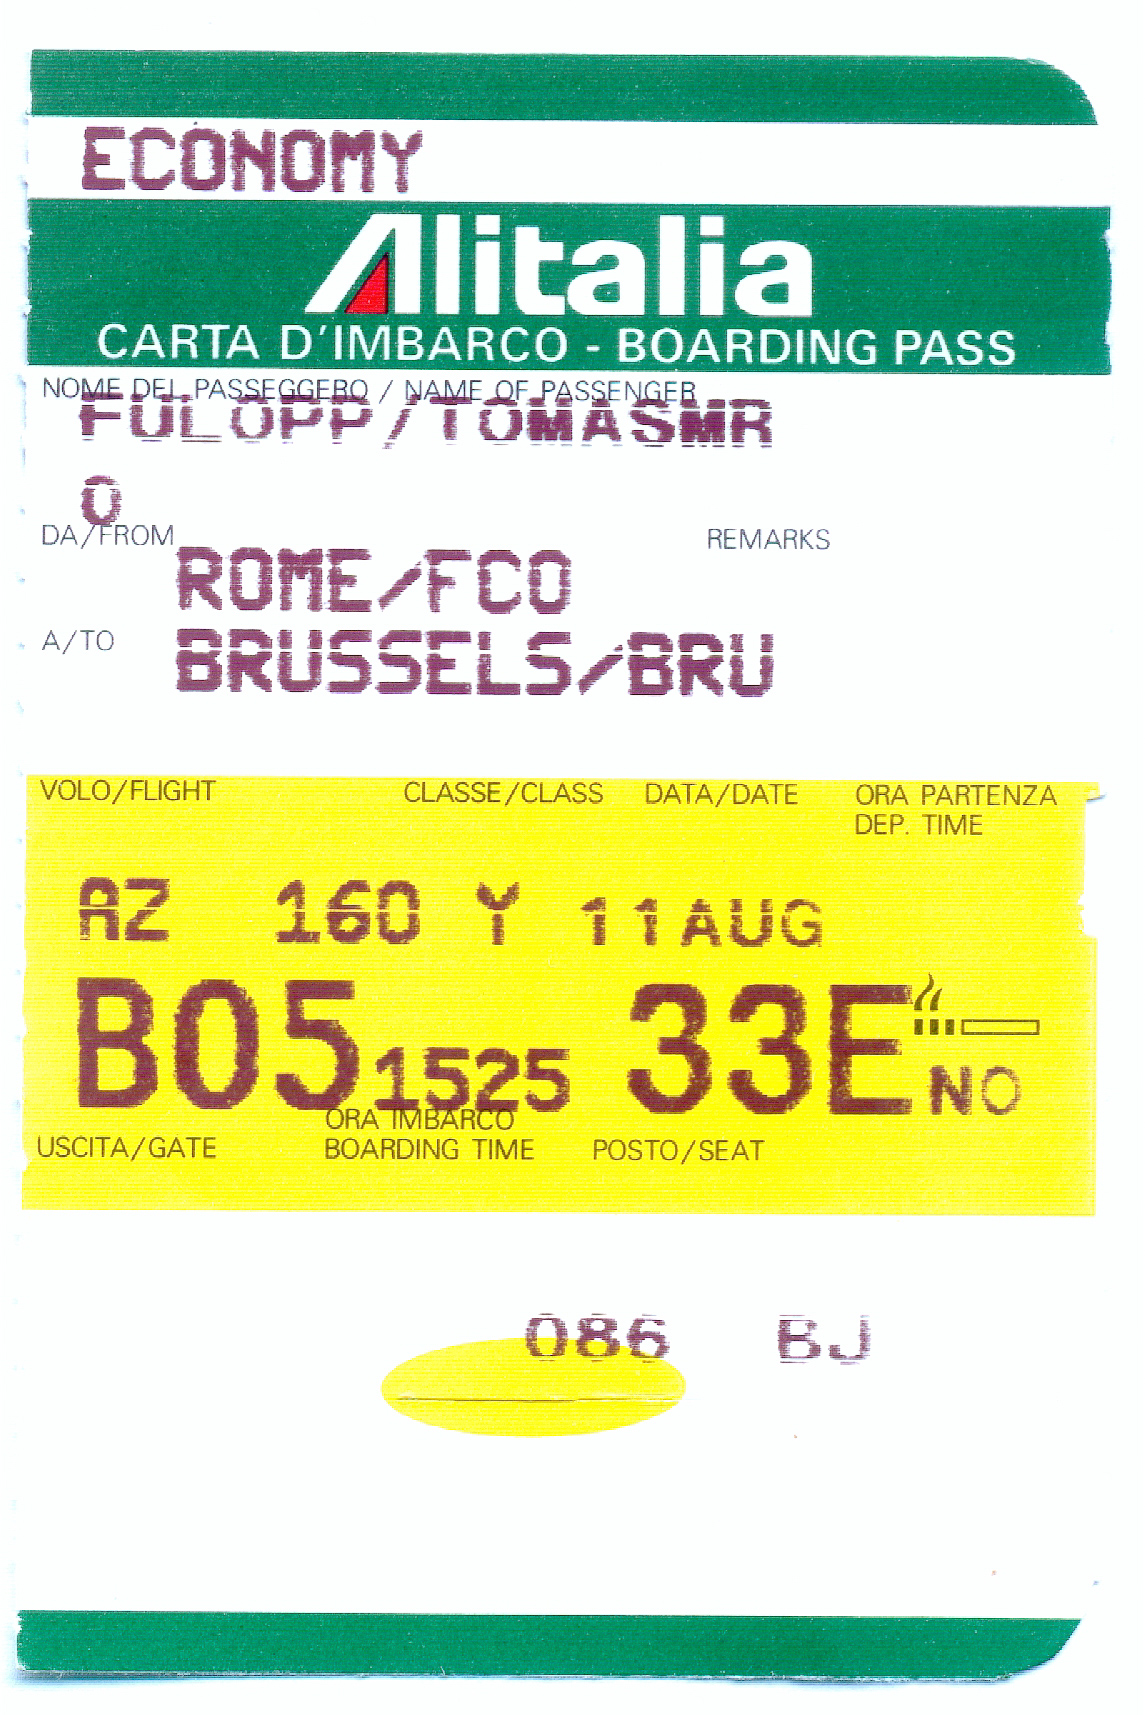 ECONOMY
Alitalia
CARTA D'IMBARCO - BOARDING PASS
NOME DEL PASSEGGERO / NAME OF PASSENGER
FULOPP/TOMASMR
0
DA/FROM REMARKS
ROME/FCO
A/TO BRUSSELS/BRU
VOLO/FLIGHT CLASSE/CLASS DATA/DATE ORA PARTENZA
DEP. TIME
AZ 160 Y 11AUG
B05 1525 33E NO
ORA IMBARCO
USCITA/GATE BOARDING TIME POSTO/SEAT
086 BJ